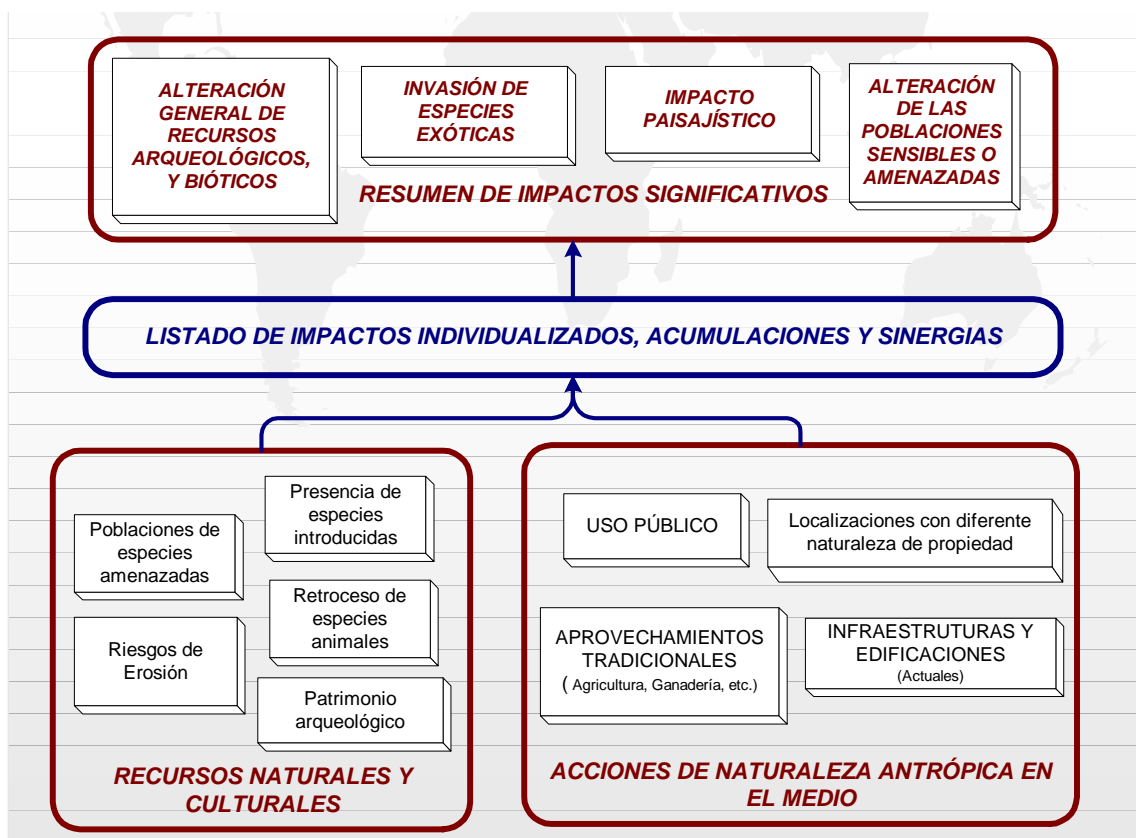 ALTERACIÓN
GENERAL DE
RECURSOS
ARQUEOLÓGICOS,
Y BIÓTICOS
INVASIÓN DE
ESPECIES
EXÓTICAS
IMPACTO
PAISAJÍSTICO
ALTERACIÓN
DE LAS
POBLACIONES
SENSIBLES O
AMENAZADAS
RESUMEN DE IMPACTOS SIGNIFICATIVOS
LISTADO DE IMPACTOS INDIVIDUALIZADOS, ACUMULACIONES Y SINERGIAS
Poblaciones de
especies
amenazadas
Presencia de
especies
introducidas
Retroceso de
especies
animales
Riesgos de
Erosión
Patrimonio
arqueológico
RECURSOS NATURALES Y
CULTURALES
USO PÚBLICO
Localizaciones con diferente
naturaleza de propiedad
APROVECHAMIENTOS
TRADICIONALES
( Agricultura, Ganadería, etc.)
INFRAESTRUTURAS Y
EDIFICACIONES
(Actuales)
ACCIONES DE NATURALEZA ANTRÓPICA EN
EL MEDIO